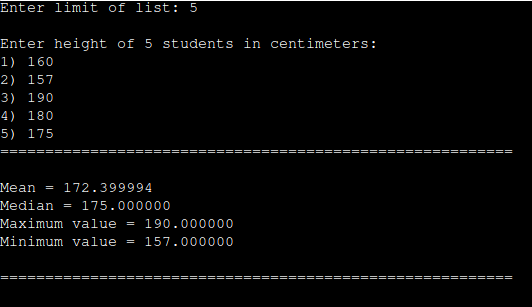 Enter limit of list: 5
Enter height of 5 students in centimeters:
1) 160
2) 157
3) 190
4) 180
5) 175
=========================================================
Mean = 172.399994
Median = 175.000000
Maximum value = 190.000000
Minimum value = 157.000000
=========================================================